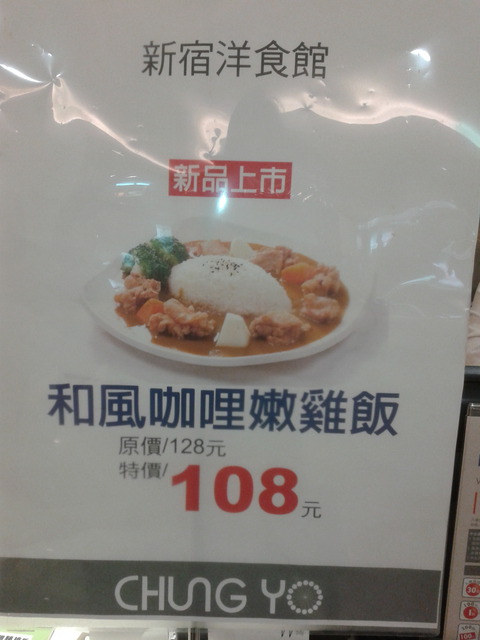 新宿洋食館
新品上市
和風咖哩嫩雞飯
原價/128元
特價/108元
CHUNG YO